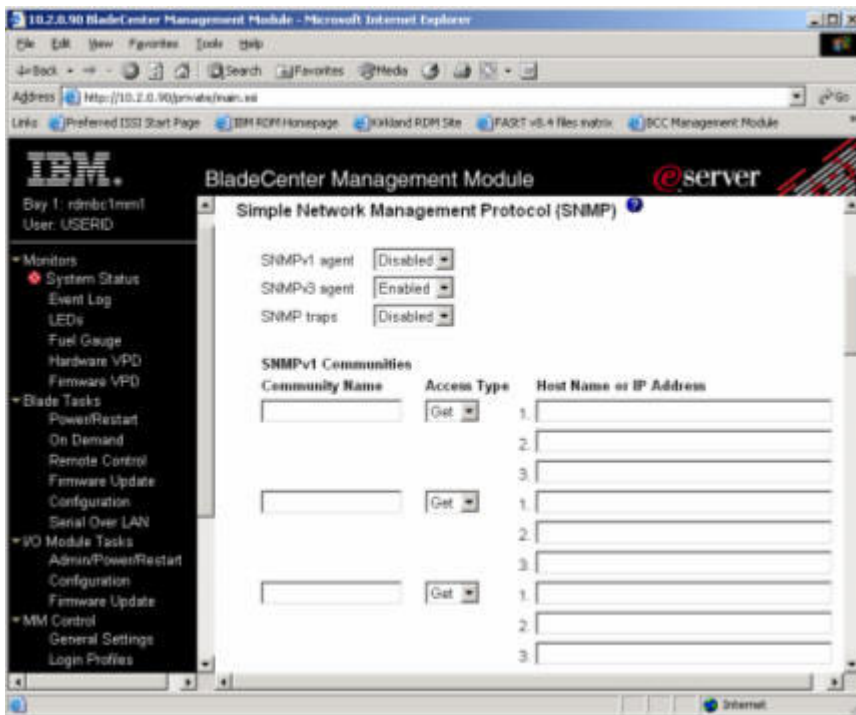 10.2.0.90 BladeCenter Management Module - Microsoft Internet Explorer
File Edit View Favorites Tools Help
Back Search Favorites Media
Address http://10.2.0.90/private/main.ssi Go
Links Preferred ISSI Start Page IBM RDM Homepage Kirkland RDM Site FAStT v8.4 files matrix BCC Management Module »
IBM. BladeCenter Management Module eserver
Bay 1: rdmbc1mm1
User: USERID
Monitors
System Status
Event Log
LEDs
Fuel Gauge
Hardware VPD
Firmware VPD
Blade Tasks
Power/Restart
On Demand
Remote Control
Firmware Update
Configuration
Serial Over LAN
I/O Module Tasks
Admin/Power/Restart
Configuration
Firmware Update
MM Control
General Settings
Login Profiles
Simple Network Management Protocol (SNMP) ?
SNMPv1 agent Disabled
SNMPv3 agent Enabled
SNMP traps Disabled
SNMPv1 Communities
Community Name Access Type Host Name or IP Address
Get 1.
2.
3.
Get 1.
2.
3.
Get 1.
2.
3.
Internet